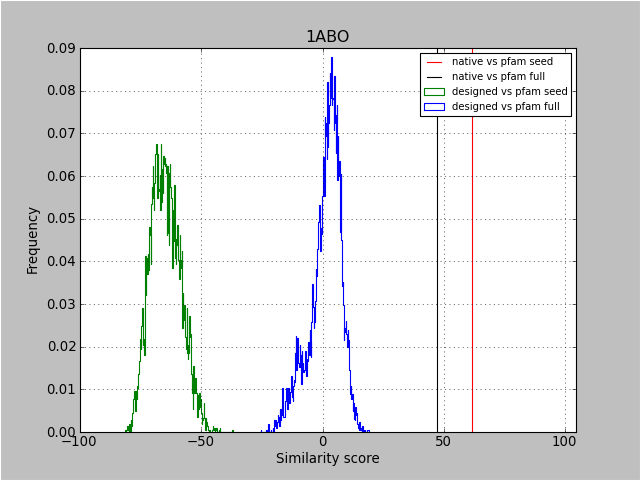 1ABO
0.09
0.08
0.07
0.06
0.05
0.04
0.03
0.02
0.01
0.00
Frequency
native vs pfam seed
native vs pfam full
designed vs pfam seed
designed vs pfam full
−100
−50
0
50
100
Similarity score